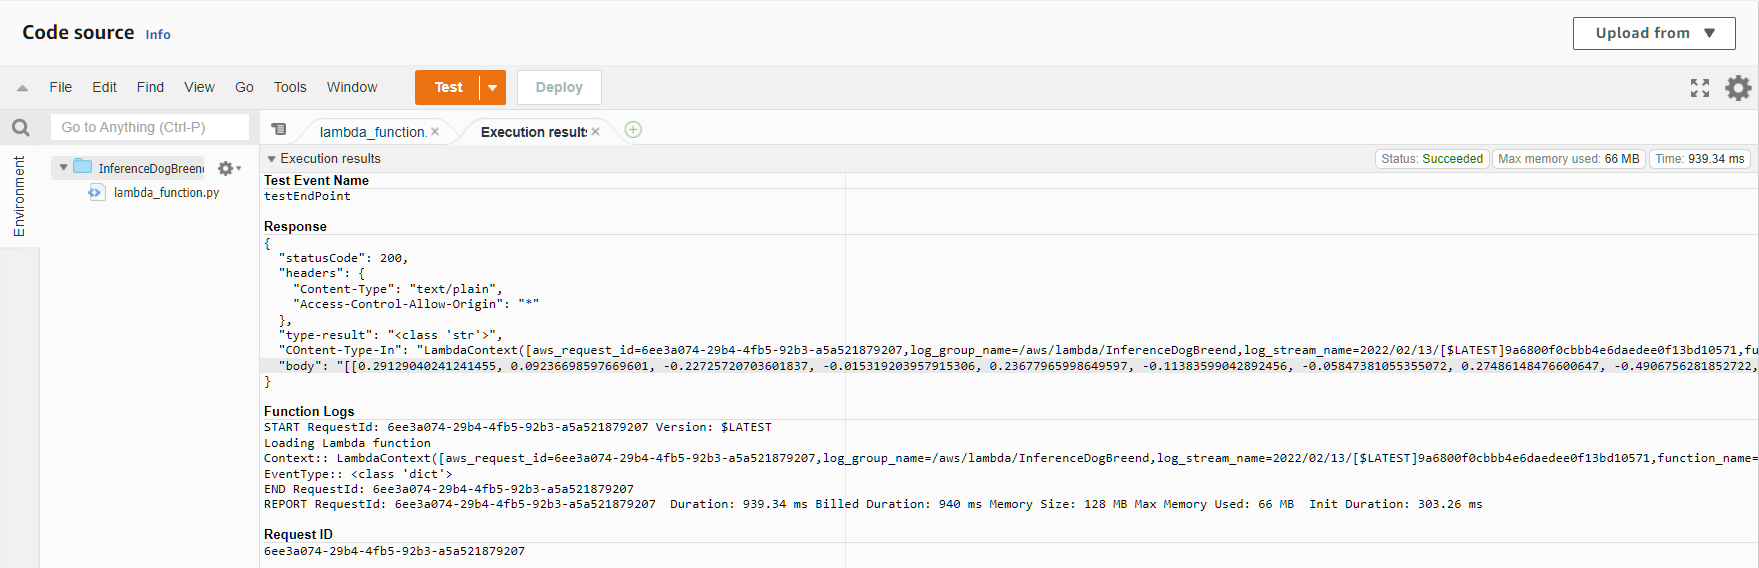 Code source Info
Upload from
File Edit Find View Go Tools Window Test Deploy
Go to Anything (Ctrl-P)
lambda_function. Execution results
Environment
InferenceDogBreend
lambda_function.py
Execution results
Status: Succeeded Max memory used: 66 MB Time: 939.34 ms
Test Event Name
testEndPoint
Response
{
"statusCode": 200,
"headers": {
"Content-Type": "text/plain",
"Access-Control-Allow-Origin": "*"
},
"type-result": "<class 'str'>",
"COntent-Type-In": "LambdaContext([aws_request_id=6ee3a074-29b4-4fb5-92b3-a5a521879207,log_group_name=/aws/lambda/InferenceDogBreend,log_stream_name=2022/02/13/[$LATEST]9a6800f0cbbb4e6daedee0f13bd10571,fu
"body": "[[0.29129040241241455, 0.09236698597669601, -0.22725720703601837, -0.015319203957915306, 0.23677965998649597, -0.11383599042892456, -0.05847381055355072, 0.27486148476600647, -0.4906756281852722,
}
Function Logs
START RequestId: 6ee3a074-29b4-4fb5-92b3-a5a521879207 Version: $LATEST
Loading Lambda function
Context:: LambdaContext([aws_request_id=6ee3a074-29b4-4fb5-92b3-a5a521879207,log_group_name=/aws/lambda/InferenceDogBreend,log_stream_name=2022/02/13/[$LATEST]9a6800f0cbbb4e6daedee0f13bd10571,function_name=
EventType:: <class 'dict'>
END RequestId: 6ee3a074-29b4-4fb5-92b3-a5a521879207
REPORT RequestId: 6ee3a074-29b4-4fb5-92b3-a5a521879207 Duration: 939.34 ms Billed Duration: 940 ms Memory Size: 128 MB Max Memory Used: 66 MB Init Duration: 303.26 ms
Request ID
6ee3a074-29b4-4fb5-92b3-a5a521879207